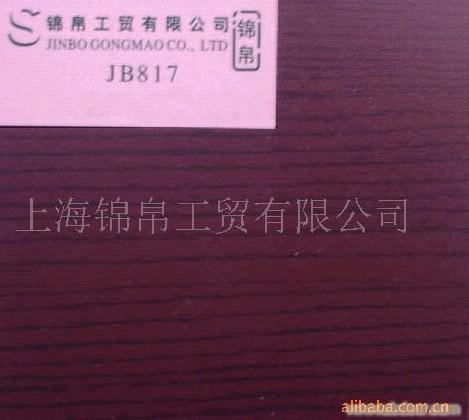 锦帛工贸有限公司
JINBO GONGMAO CO., LTD
锦帛
JB817
上海锦帛工贸有限公司
alibaba.com.cn